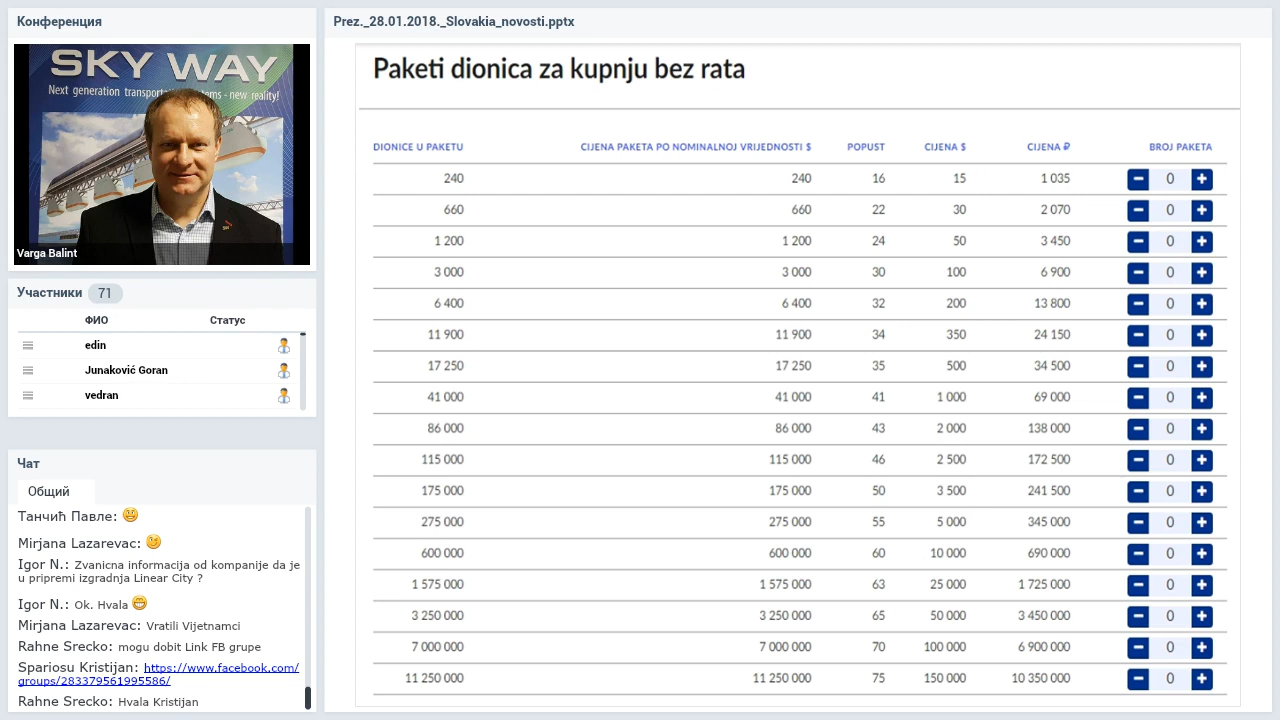 Конференция
SKY WAY
Next generation transporta
ems - new reality!
Varga Balint
Участники 71
ФИО Статус
edin
Junaković Goran
vedran
Чат
Общий
Танчић Павле:
Mirjana Lazarevac:
Igor N.: Zvanicna informacija od kompanije da je
u pripremi izgradnja Linear City ?
Igor N.: Ok. Hvala
Mirjana Lazarevac: Vratili Vijetnamci
Rahne Srecko: mogu dobit Link FB grupe
Spariosu Kristijan: https://www.facebook.com/
groups/283379561995586/
Rahne Srecko: Hvala Kristijan
Prez._28.01.2018._Slovakia_novosti.pptx
Paketi dionica za kupnju bez rata
DIONICE U PAKETU CIJENA PAKETA PO NOMINALNOJ VRIJEDNOSTI $ POPUST CIJENA $ CIJENA ₽ BROJ PAKETA
240 240 16 15 1 035 − 0 +
660 660 22 30 2 070 − 0 +
1 200 1 200 24 50 3 450 − 0 +
3 000 3 000 30 100 6 900 − 0 +
6 400 6 400 32 200 13 800 − 0 +
11 900 11 900 34 350 24 150 − 0 +
17 250 17 250 35 500 34 500 − 0 +
41 000 41 000 41 1 000 69 000 − 0 +
86 000 86 000 43 2 000 138 000 − 0 +
115 000 115 000 46 2 500 172 500 − 0 +
175 000 175 000 50 3 500 241 500 − 0 +
275 000 275 000 55 5 000 345 000 − 0 +
600 000 600 000 60 10 000 690 000 − 0 +
1 575 000 1 575 000 63 25 000 1 725 000 − 0 +
3 250 000 3 250 000 65 50 000 3 450 000 − 0 +
7 000 000 7 000 000 70 100 000 6 900 000 − 0 +
11 250 000 11 250 000 75 150 000 10 350 000 − 0 +